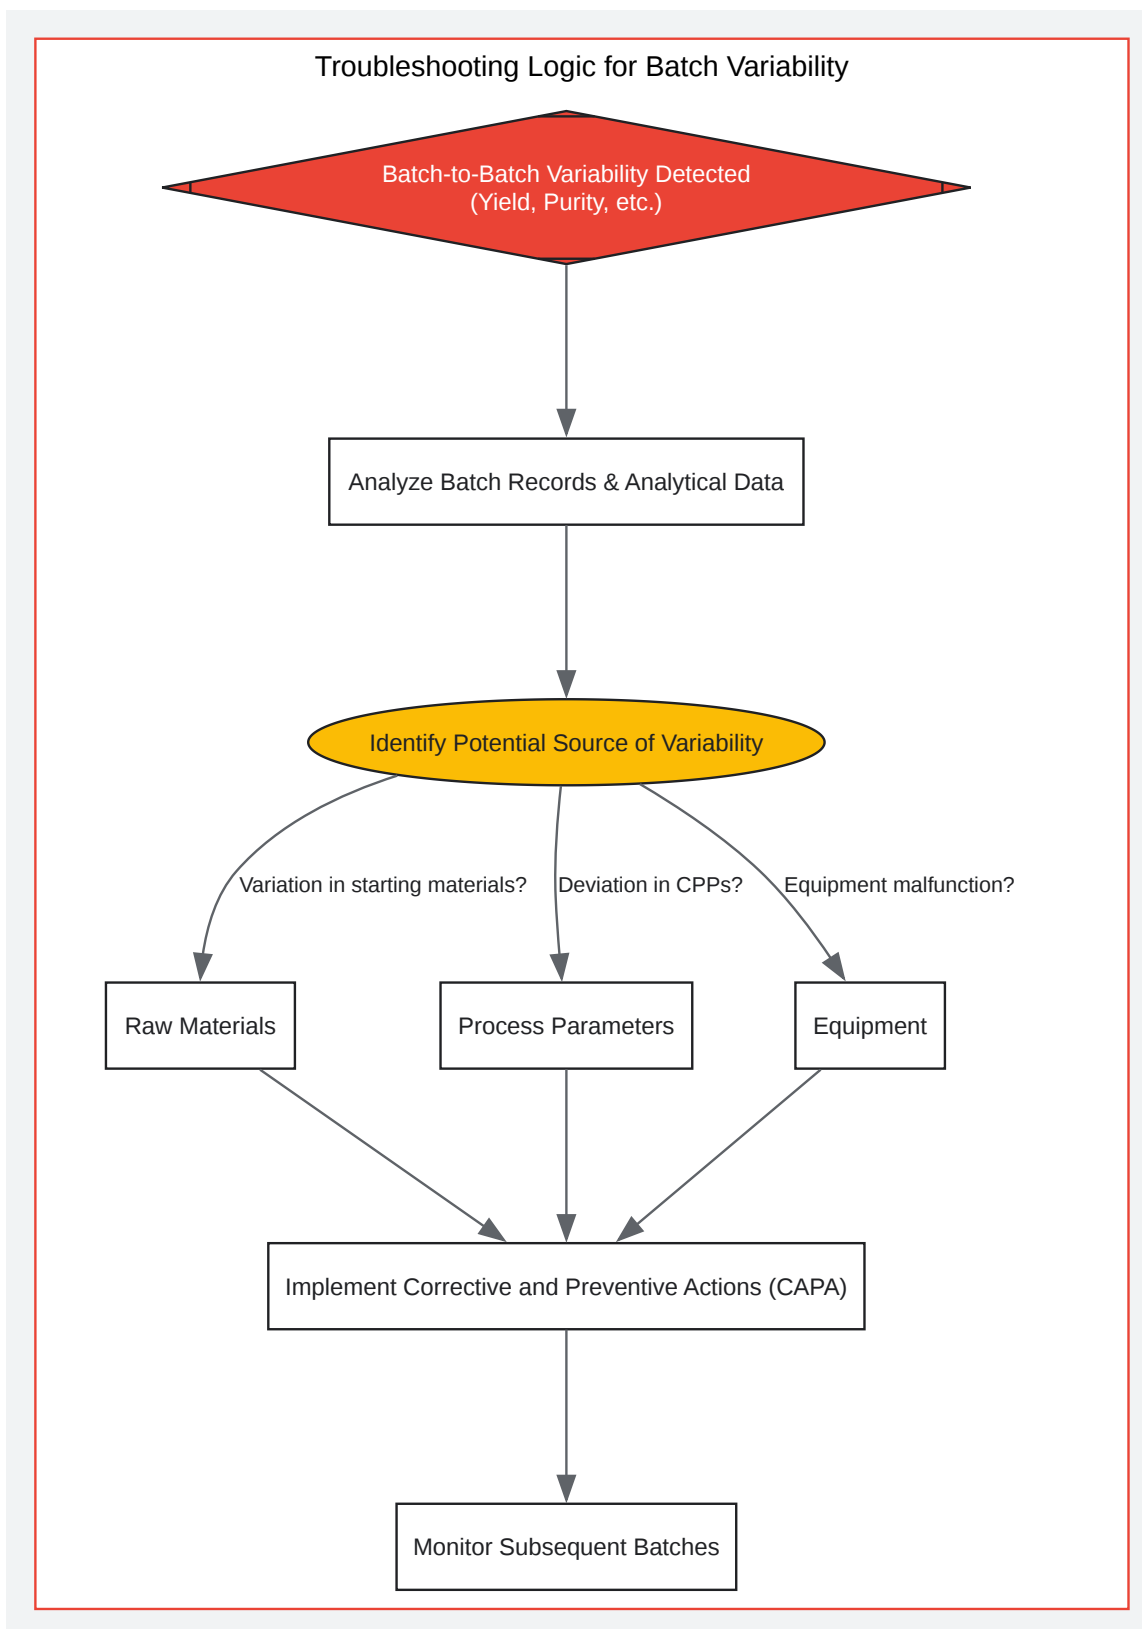 Troubleshooting Logic for Batch Variability
Batch-to-Batch Variability Detected
(Yield, Purity, etc.)
Analyze Batch Records & Analytical Data
Identify Potential Source of Variability
Variation in starting materials?
Deviation in CPPs?
Equipment malfunction?
Raw Materials
Process Parameters
Equipment
Implement Corrective and Preventive Actions (CAPA)
Monitor Subsequent Batches